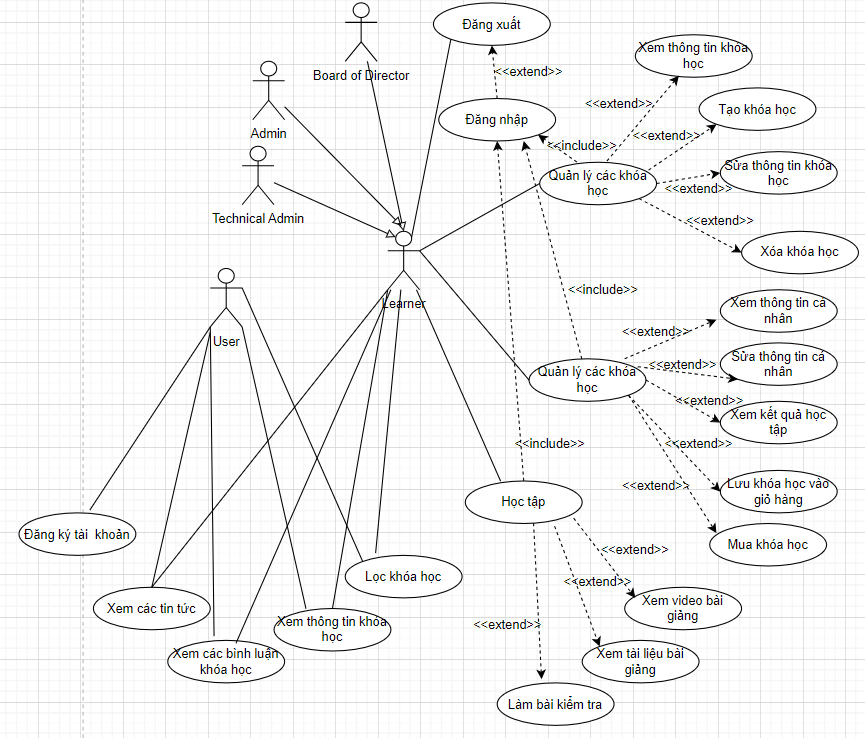 Đăng xuất
Board of Director
Xem thông tin khóa
học
<<extend>>
Admin
Đăng nhập
<<extend>>
Tạo khóa học
<<include>>
<<extend>>
Technical Admin
Quản lý các khóa
học
Sửa thông tin khóa
học
<<extend>>
<<extend>>
Xóa khóa học
Learner
User
<<include>>
Xem thông tin cá
nhân
<<extend>>
Quản lý các khóa
học
Sửa thông tin cá
nhân
<<extend>>
<<extend>>
Xem kết quả học
tập
<<include>>
<<extend>>
<<extend>>
Lưu khóa học vào
giỏ hàng
Học tập
Mua khóa học
Đăng ký tài  khoản
<<extend>>
Lọc khóa học
<<extend>>
Xem các tin tức
Xem video bài
giảng
Xem thông tin khóa
học
<<extend>>
Xem các bình luận
khóa học
Xem tài liệu bài
giảng
Làm bài kiểm tra